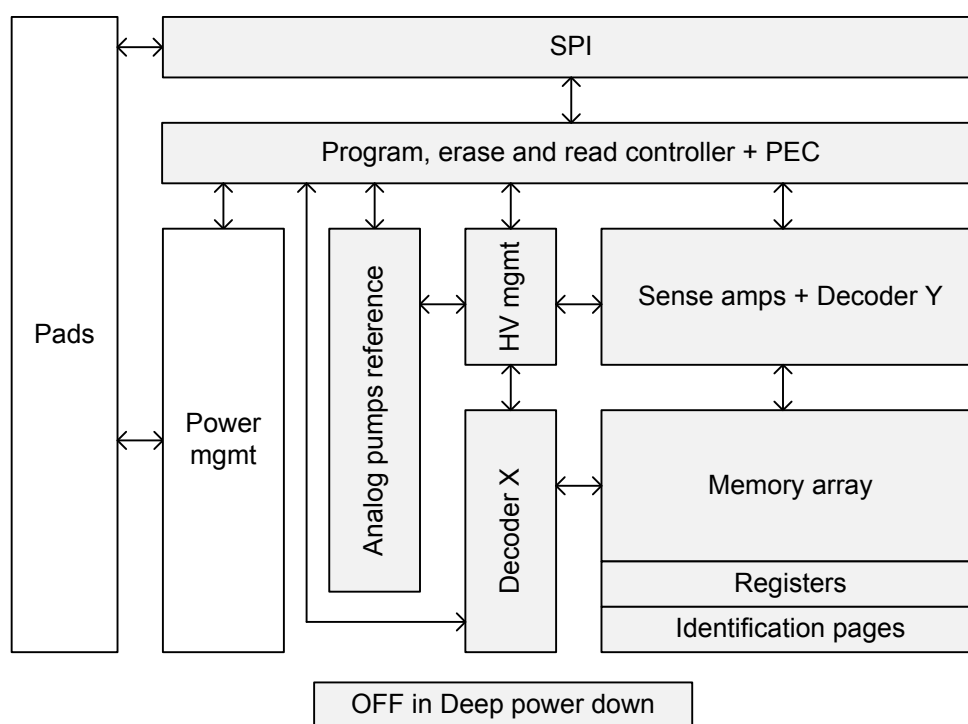 SPI
Program, erase and read controller + PEC
Pads
Power
mgmt
Analog pumps reference
HV mgmt
Sense amps + Decoder Y
Decoder X
Memory array
Registers
Identification pages
OFF in Deep power down